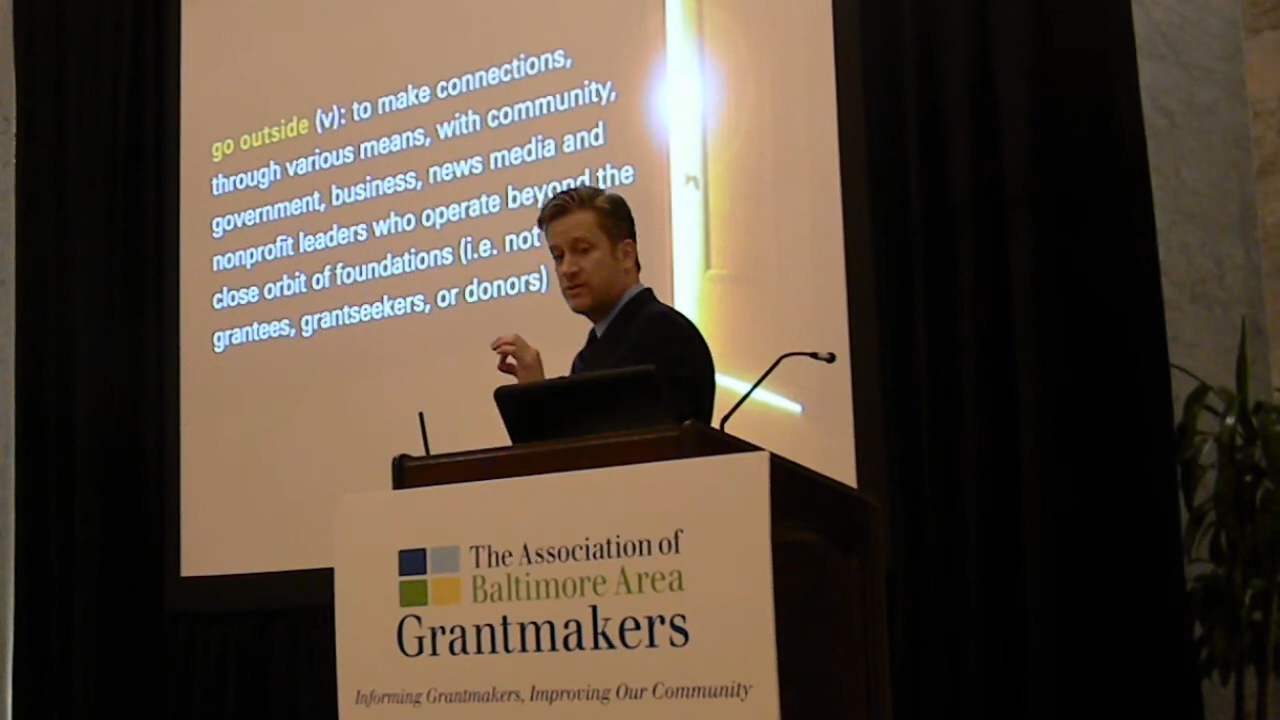 go outside (v): to make connections,
through various means, with community,
government, business, news media and
nonprofit leaders who operate beyond the
close orbit of foundations (i.e. not
grantees, grantseekers, or donors)
The Association of
Baltimore Area
Grantmakers
Informing Grantmakers, Improving Our Community